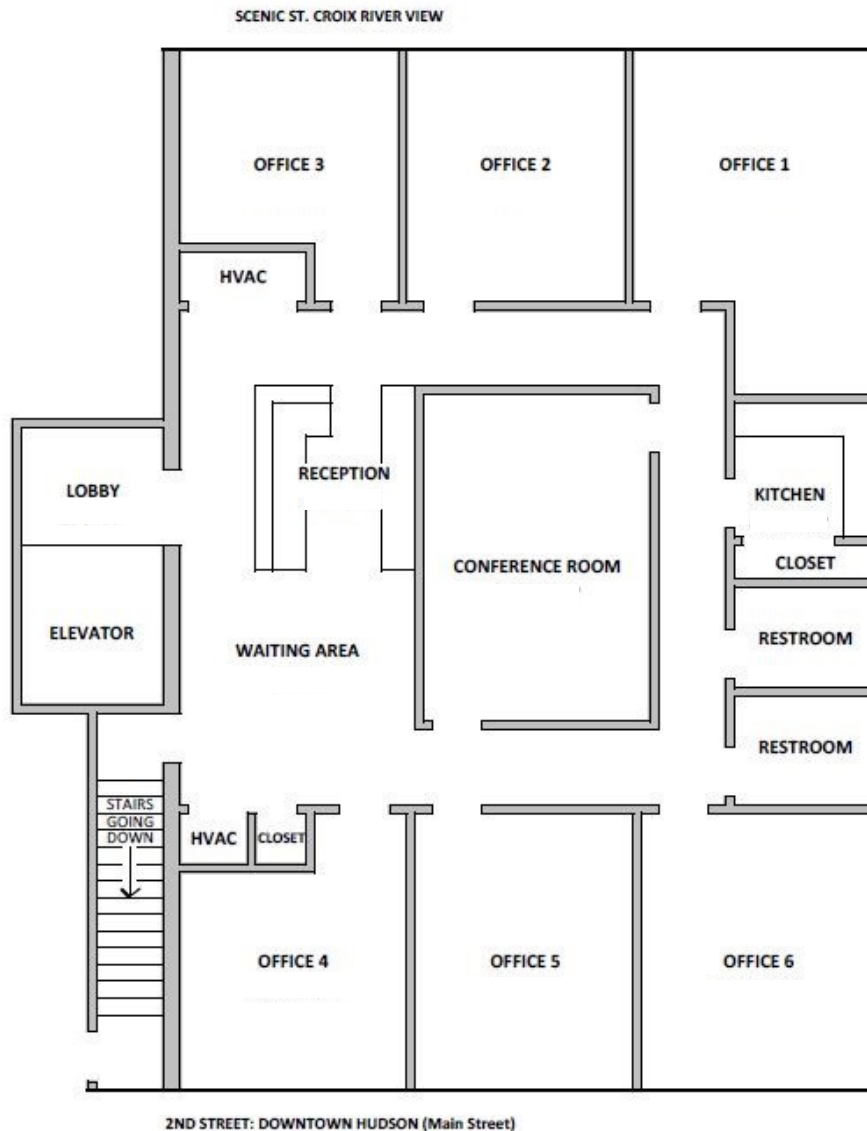 SCENIC ST. CROIX RIVER VIEW
OFFICE 3
OFFICE 2
OFFICE 1
HVAC
RECEPTION
LOBBY
KITCHEN
CONFERENCE ROOM
CLOSET
ELEVATOR
WAITING AREA
RESTROOM
RESTROOM
STAIRS
GOING
DOWN
HVAC
CLOSET
OFFICE 4
OFFICE 5
OFFICE 6
2ND STREET: DOWNTOWN HUDSON (Main Street)